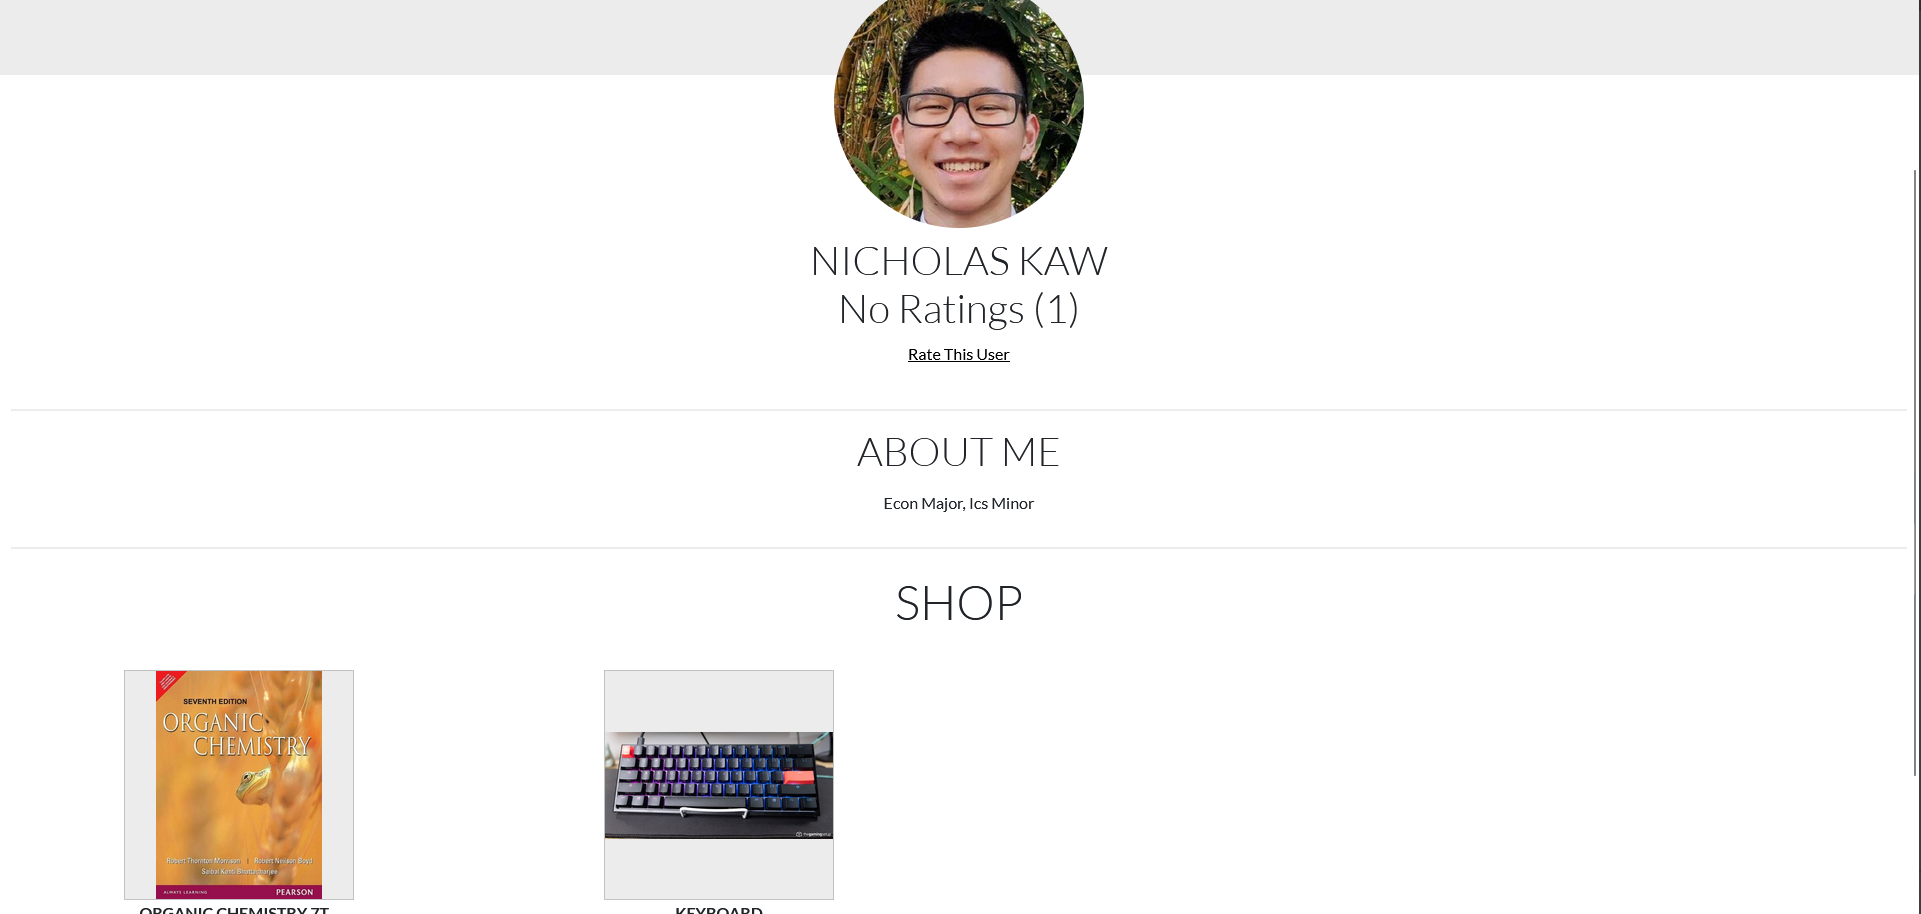 NICHOLAS KAW
No Ratings (1)
Rate This User
ABOUT ME
Econ Major, Ics Minor
SHOP
SEVENTH EDITION
ORGANIC
CHEMISTRY
Robert Thornton Morrison | Robert Neilson Boyd
Saibal Kanti Bhattacharjee
ALWAYS LEARNING
PEARSON
ORGANIC CHEMISTRY 7T
KEYBOARD